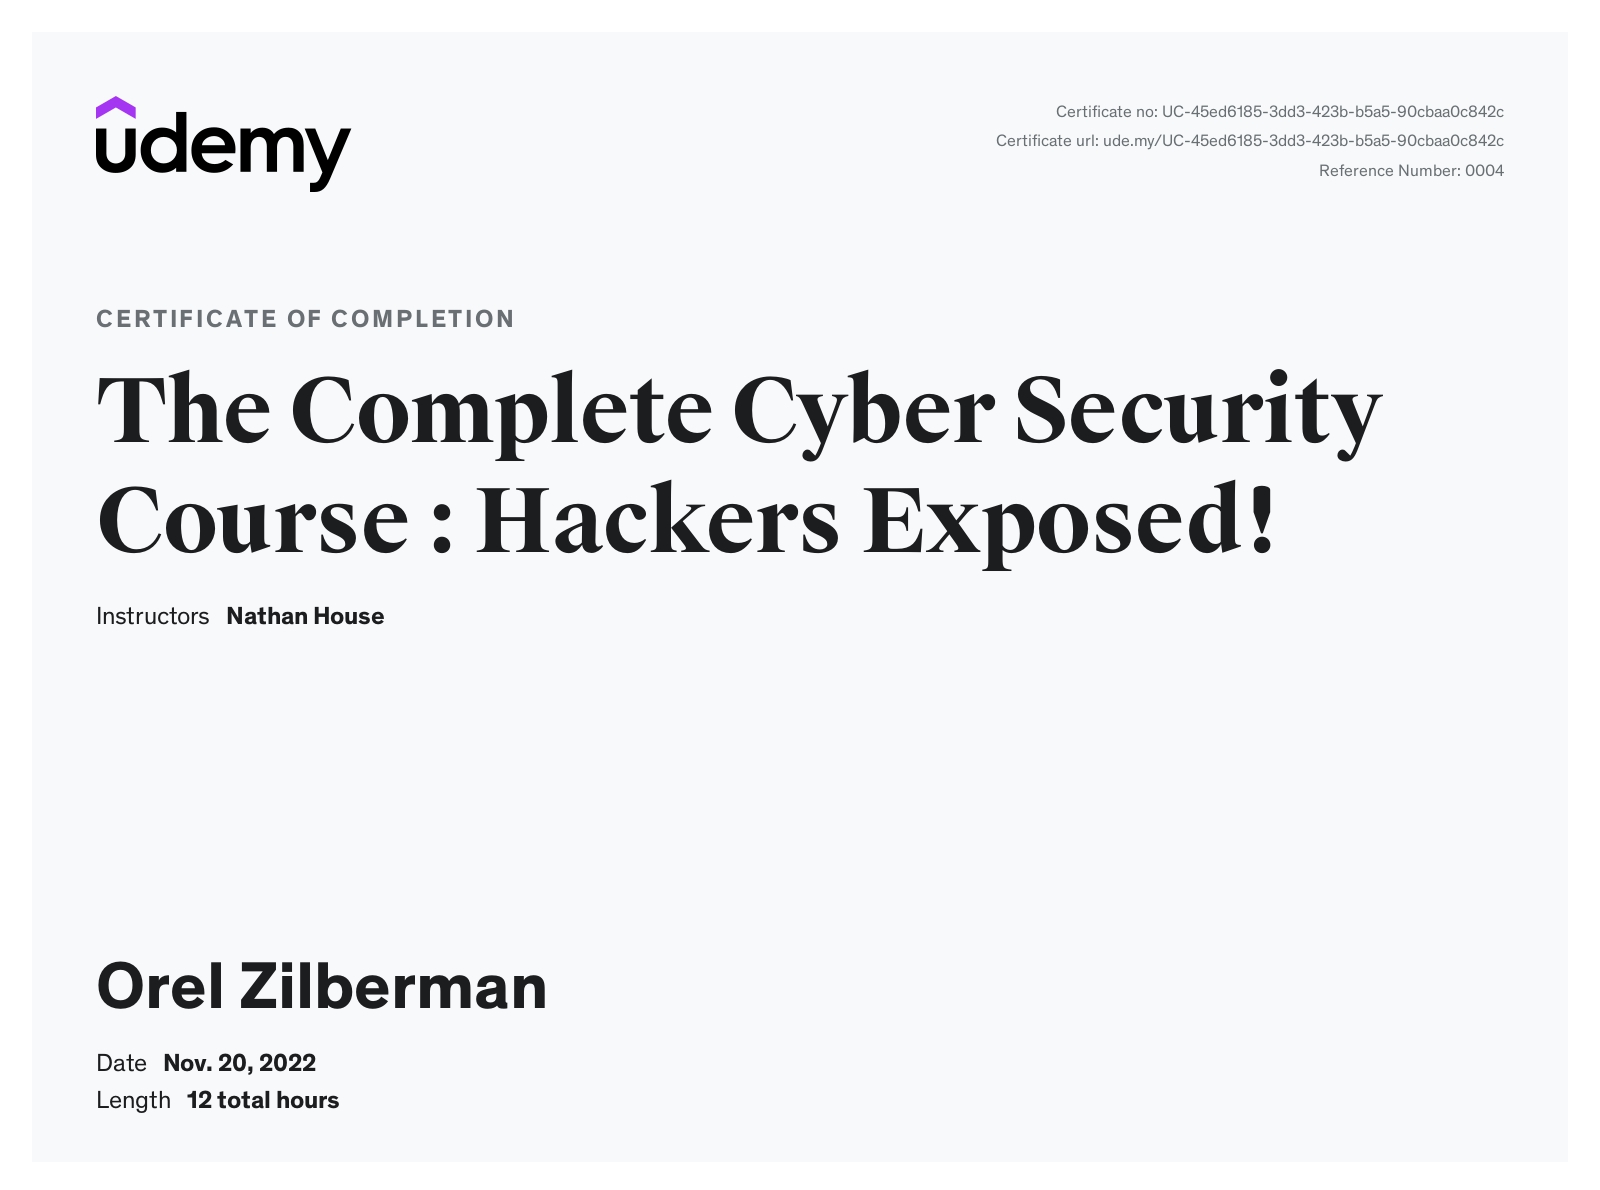 udemy
Certificate no: UC-45ed6185-3dd3-423b-b5a5-90cbaa0c842c
Certificate url: ude.my/UC-45ed6185-3dd3-423b-b5a5-90cbaa0c842c
Reference Number: 0004
CERTIFICATE OF COMPLETION
The Complete Cyber Security
Course : Hackers Exposed!
Instructors Nathan House
Orel Zilberman
Date Nov. 20, 2022
Length 12 total hours